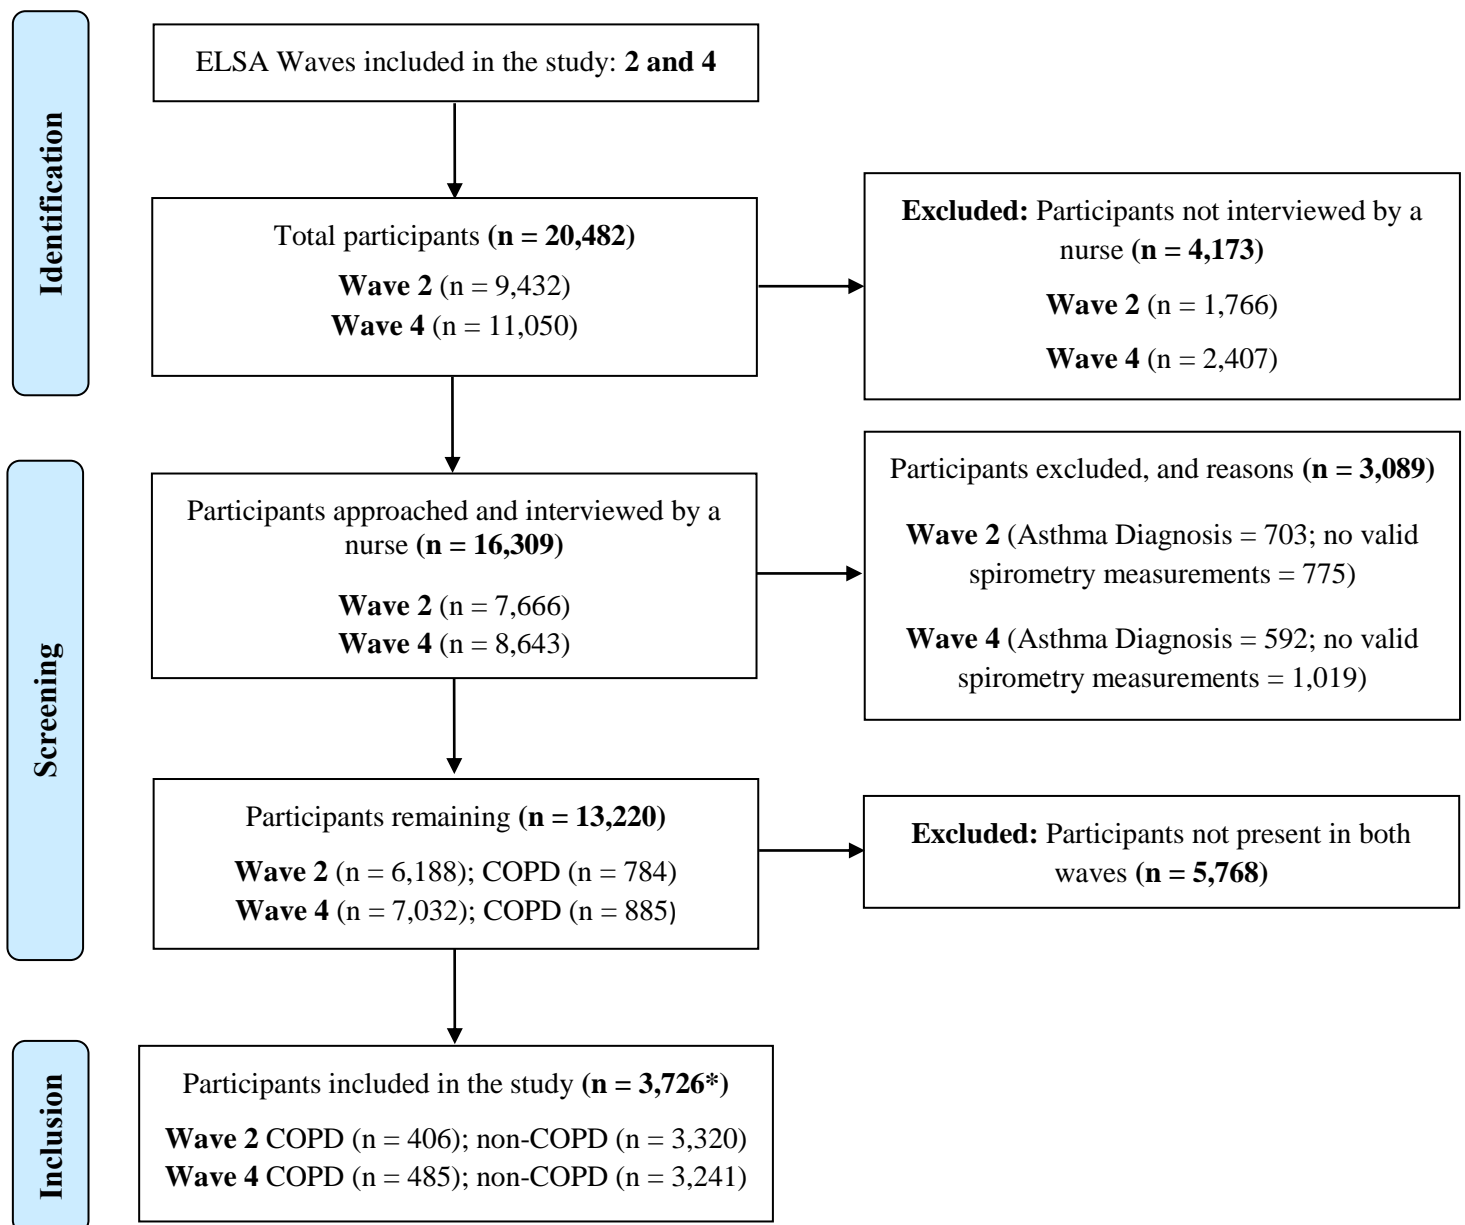 Identification
ELSA Waves included in the study: 2 and 4
Total participants (n = 20,482)
Wave 2 (n = 9,432)
Wave 4 (n = 11,050)
Excluded: Participants not interviewed by a
nurse (n = 4,173)
Wave 2 (n = 1,766)
Wave 4 (n = 2,407)
Screening
Participants approached and interviewed by a
nurse (n = 16,309)
Wave 2 (n = 7,666)
Wave 4 (n = 8,643)
Participants excluded, and reasons (n = 3,089)
Wave 2 (Asthma Diagnosis = 703; no valid
spirometry measurements = 775)
Wave 4 (Asthma Diagnosis = 592; no valid
spirometry measurements = 1,019)
Participants remaining (n = 13,220)
Wave 2 (n = 6,188); COPD (n = 784)
Wave 4 (n = 7,032); COPD (n = 885)
Excluded: Participants not present in both
waves (n = 5,768)
Inclusion
Participants included in the study (n = 3,726*)
Wave 2 COPD (n = 406); non-COPD (n = 3,320)
Wave 4 COPD (n = 485); non-COPD (n = 3,241)